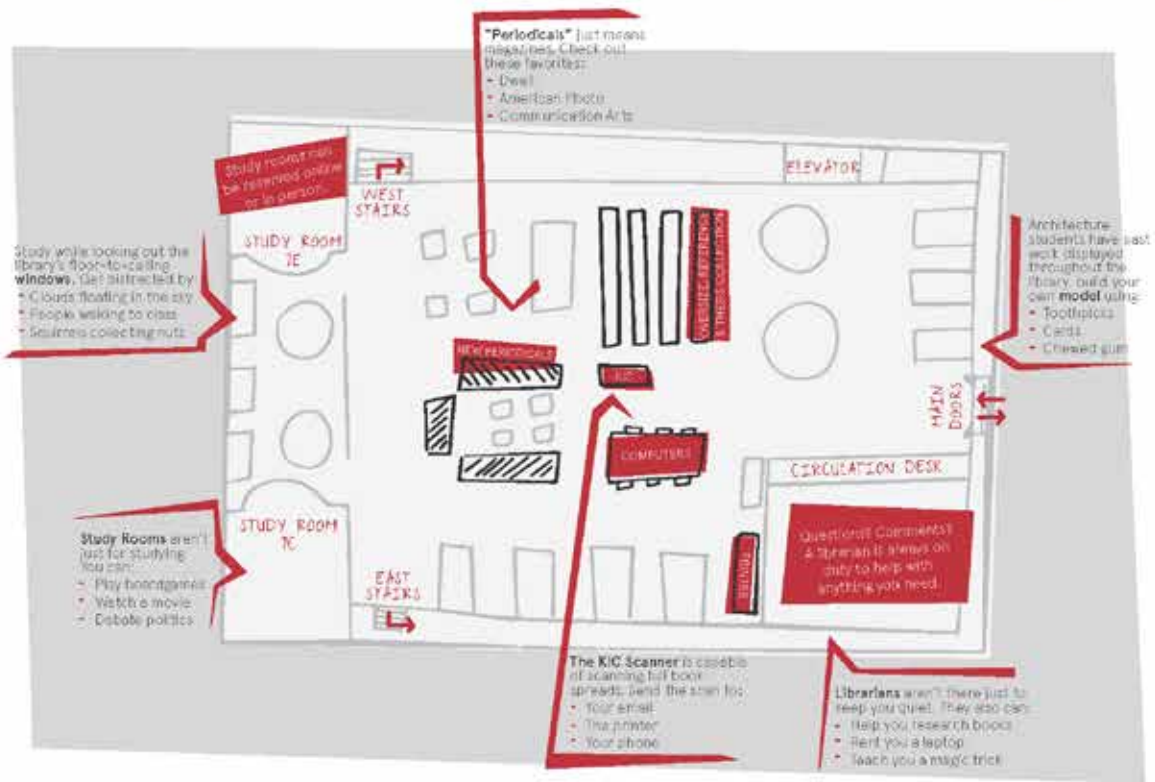 "Periodicals" just means
magazines. Check out
these favorites:
• Dwell
• American Photo
• Communication Arts
Study rooms can
be reserved online
or in person.
WEST
STAIRS
ELEVATOR
STUDY ROOM
7E
Study while looking out the
library's floor-to-ceiling
windows. Get distracted by
• Clouds floating in the sky
• People walking to class
• Squirrels collecting nuts
OVERSIZE REFERENCE
& THESIS COLLECTION
Architecture
students have past
work displayed
throughout the
library, build your
own model using:
• Toothpicks
• Cards
• Chewed gum
NEW PERIODICALS
KIC
MAIN
DOORS
COMPUTERS
CIRCULATION DESK
STUDY ROOM
7C
Study Rooms aren't
just for studying
You can:
• Play boardgames
• Watch a movie
• Debate politics
EAST
STAIRS
PRINTER
Questions? Comments?
A librarian is always on
duty to help with
anything you need.
The KIC Scanner is capable
of scanning full book
spreads. Send the scan to:
• Your email
• The printer
• Your phone
Librarians aren't there just to
keep you quiet. They also can:
• Help you research books
• Rent you a laptop
• Teach you a magic trick